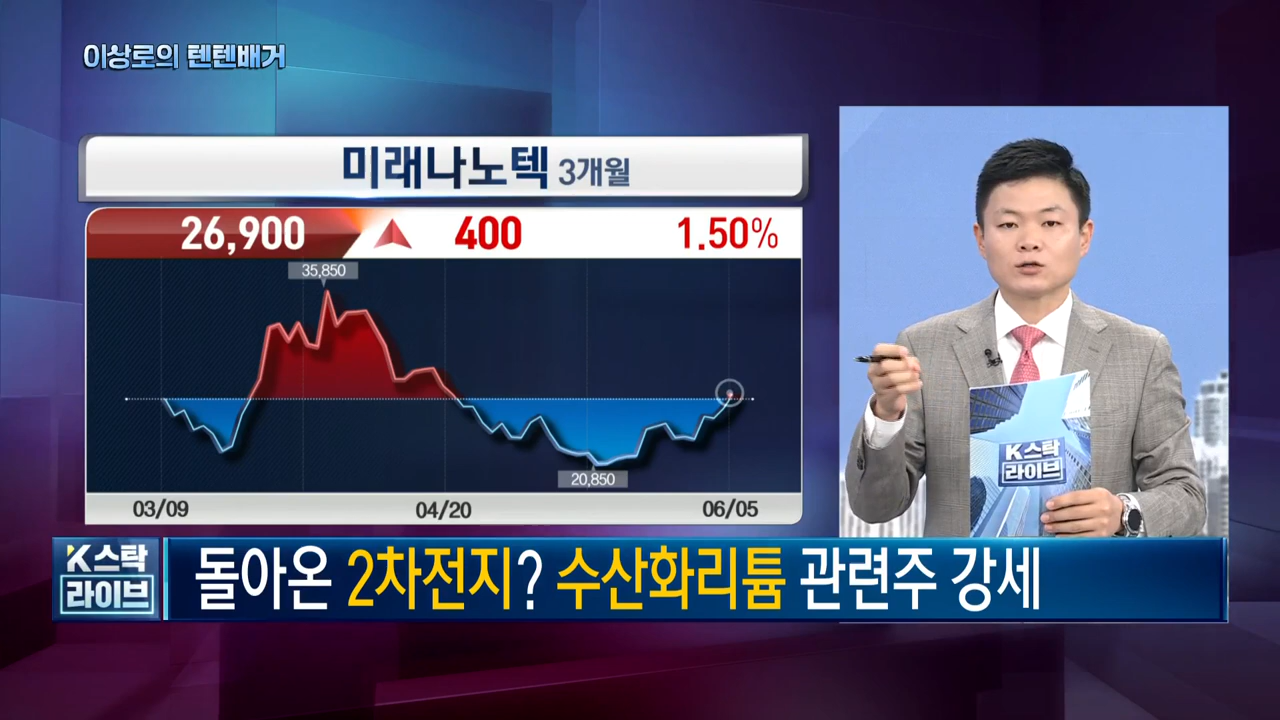 이상로의 텐텐배거
미래나노텍 3개월
26,900 400 1.50%
35,850
20,850
03/09 04/20 06/05
K스탁
라이브
K스탁
라이브
돌아온 2차전지? 수산화리튬 관련주 강세